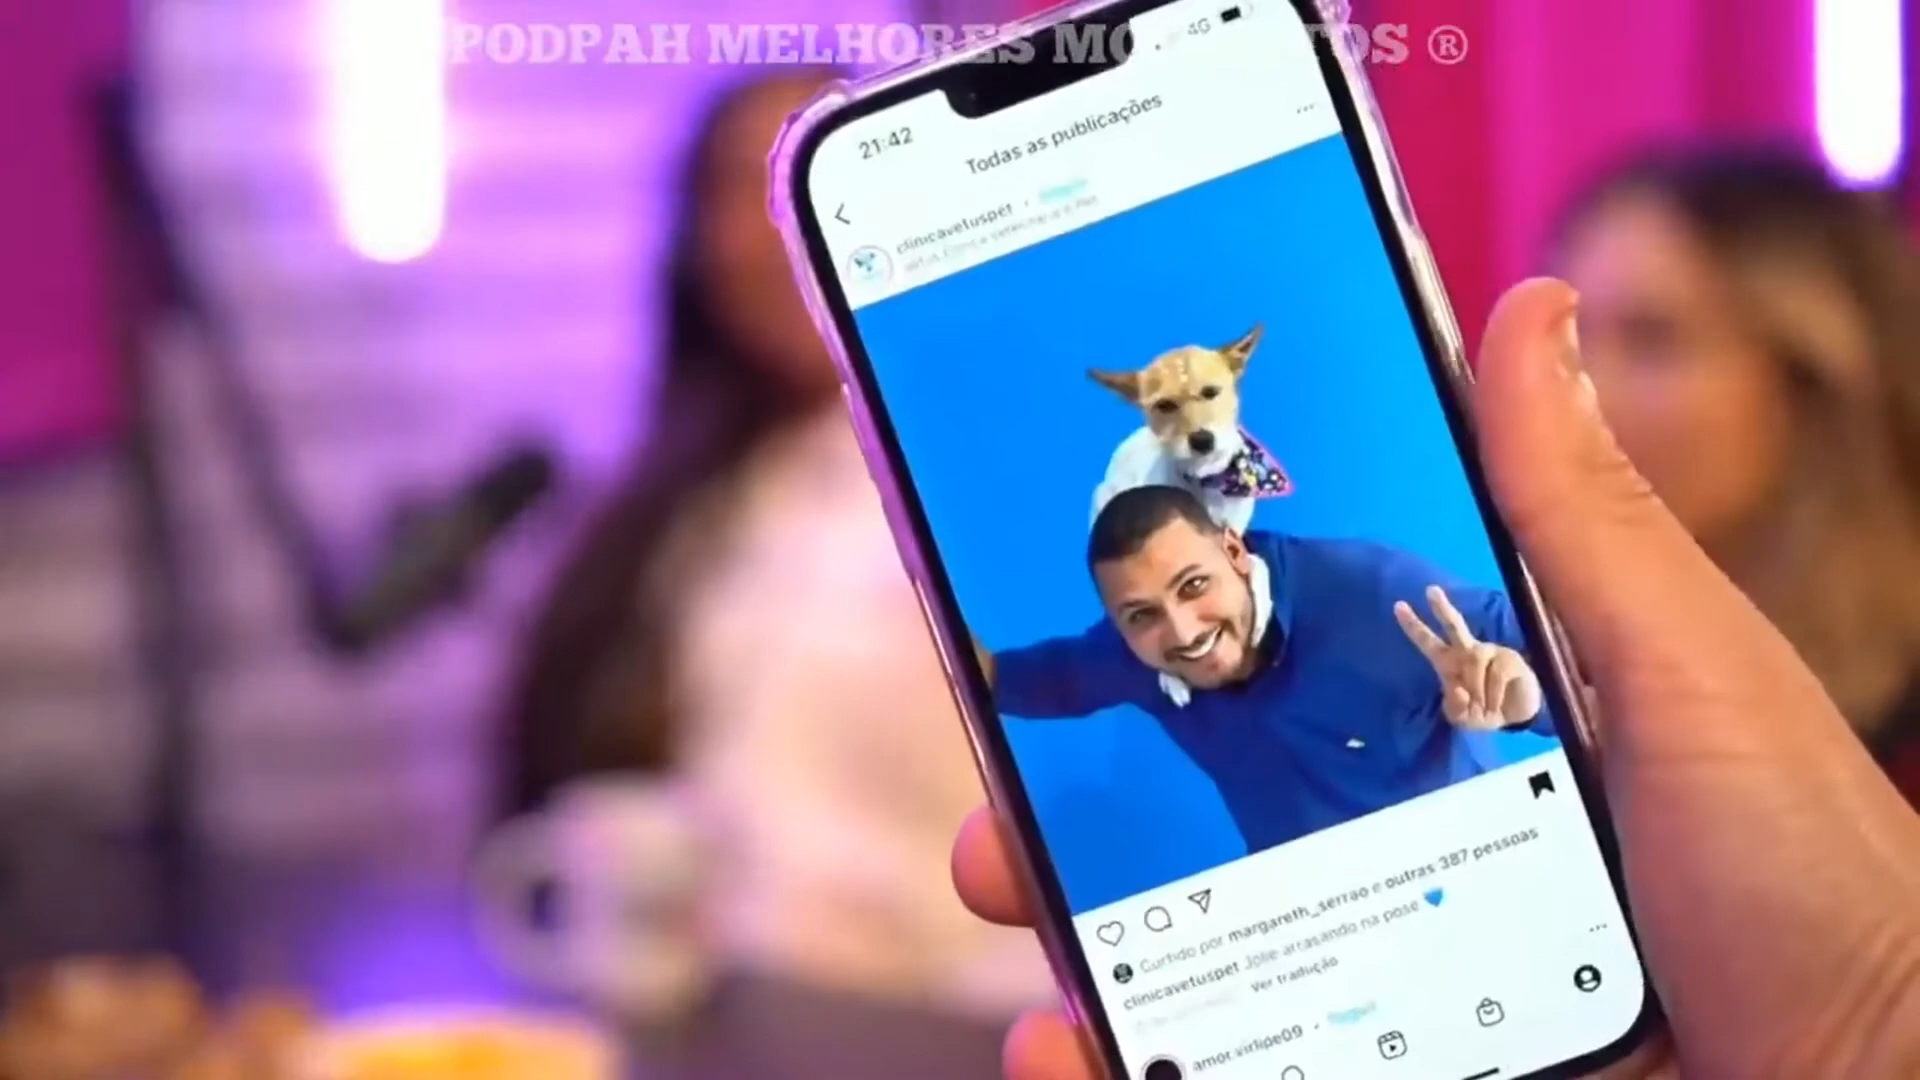 PODPAH MELHORES MO TOS ®
4G
21:42
Todas as publicações
clinicavetuspet •
Curtido por margareth_serrao e outras 387 pessoas
clinicavetuspet Jolie arrasando na pose 💙
Ver tradução
amor.virlipe09 •